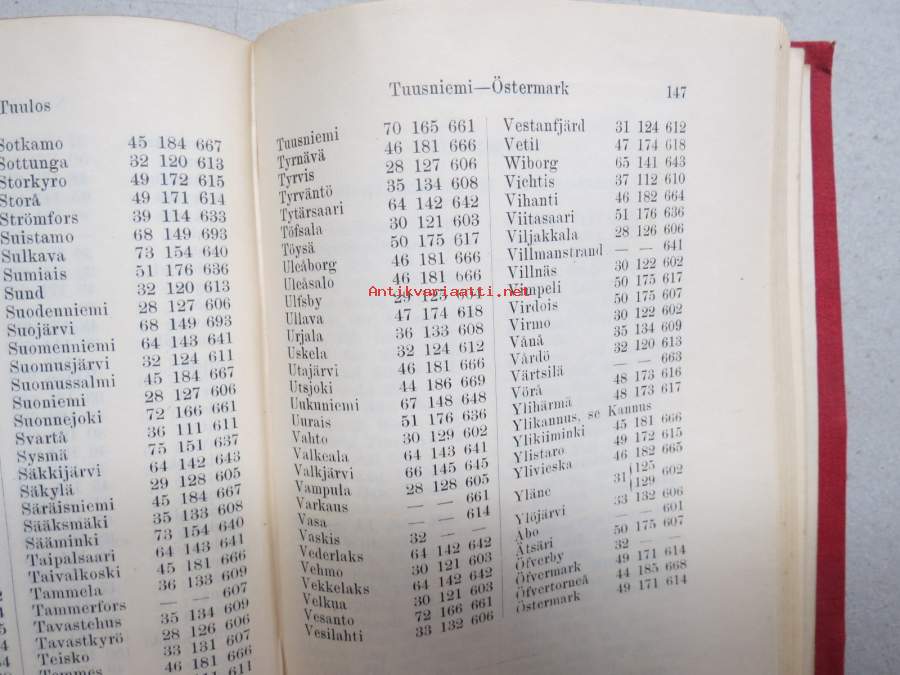 Tuulos
Sotkamo 45 184 667
Sottunga 32 120 613
Storkyro 49 172 615
Storå 49 171 614
Strömfors 39 114 633
Suistamo 68 149 693
Sulkava 73 154 640
Sumiais 51 176 636
Sund 32 120 613
Suodenniemi 28 127 606
Suojärvi 68 149 693
Suomenniemi 64 143 641
Suomusjärvi 32 124 611
Suomussalmi 45 184 667
Suoniemi 28 127 606
Suonnejoki 72 166 661
Svartå 36 111 611
Sysmä 75 151 637
Säkkijärvi 64 142 643
Säkylä 29 128 605
Säräisniemi 45 184 667
Sääksmäki 35 133 608
Sääminki 73 154 640
Taipalsaari 64 143 641
Taivalkoski 45 181 666
Tammela 36 133 609
Tammerfors — — 607
Tavastehus 35 134 609
Tavastkyrö 28 126 606
Teisko 33 131 607
Temmes 46 181 666
611
Tuusniemi—Östermark 147
Tuusniemi 70 165 661
Tyrnävä 46 181 666
Tyrvis 28 127 606
Tyrväntö 35 134 608
Tytärsaari 64 142 642
Töfsala 30 121 603
Töysä 50 175 617
Uleåborg 46 181 666
Uleåsalo 46 181 666
Ulfsby 29 125 604
Ullava 47 174 618
Urjala 36 133 608
Uskela 32 124 612
Utajärvi 46 181 666
Utsjoki 44 186 669
Uukuniemi 67 148 648
Uurais 51 176 636
Vahto 30 129 602
Valkeala 64 143 641
Valkjärvi 66 145 645
Vampula 28 128 605
Varkaus — — 661
Vasa — — 614
Vaskis 32 — —
Vederlaks 64 142 642
Vehmo 30 121 603
Vekkelaks 64 142 642
Velkua 30 121 603
Vesanto 72 166 661
Vesilahti 33 132 606
Vestanfjärd 31 124 612
Vetil 47 174 618
Wiborg 65 141 643
Vichtis 37 112 610
Vihanti 46 182 664
Viitasaari 51 176 636
Viljakkala 28 126 606
Villmanstrand — — 641
Villnäs 30 122 602
Vimpeli 50 175 617
Virdois 50 175 607
Virmo 30 122 602
Vånå 35 134 609
Vårdö 32 120 613
Värtsilä — — 663
Vörå 48 173 616
Ylihärmä 48 173 617
Ylikannus, se Kannus
Ylikiiminki 45 181 666
Ylistaro 49 172 615
Ylivieska 46 182 665
Yläne 31 {125 129 602
Ylöjärvi 33 132 606
Åbo — — 601
Ätsäri 50 175 607
Öfverby 32 — —
Öfvermark 49 171 614
Öfvertorneå 44 185 668
Östermark 49 171 614
Antikvariaatti.net